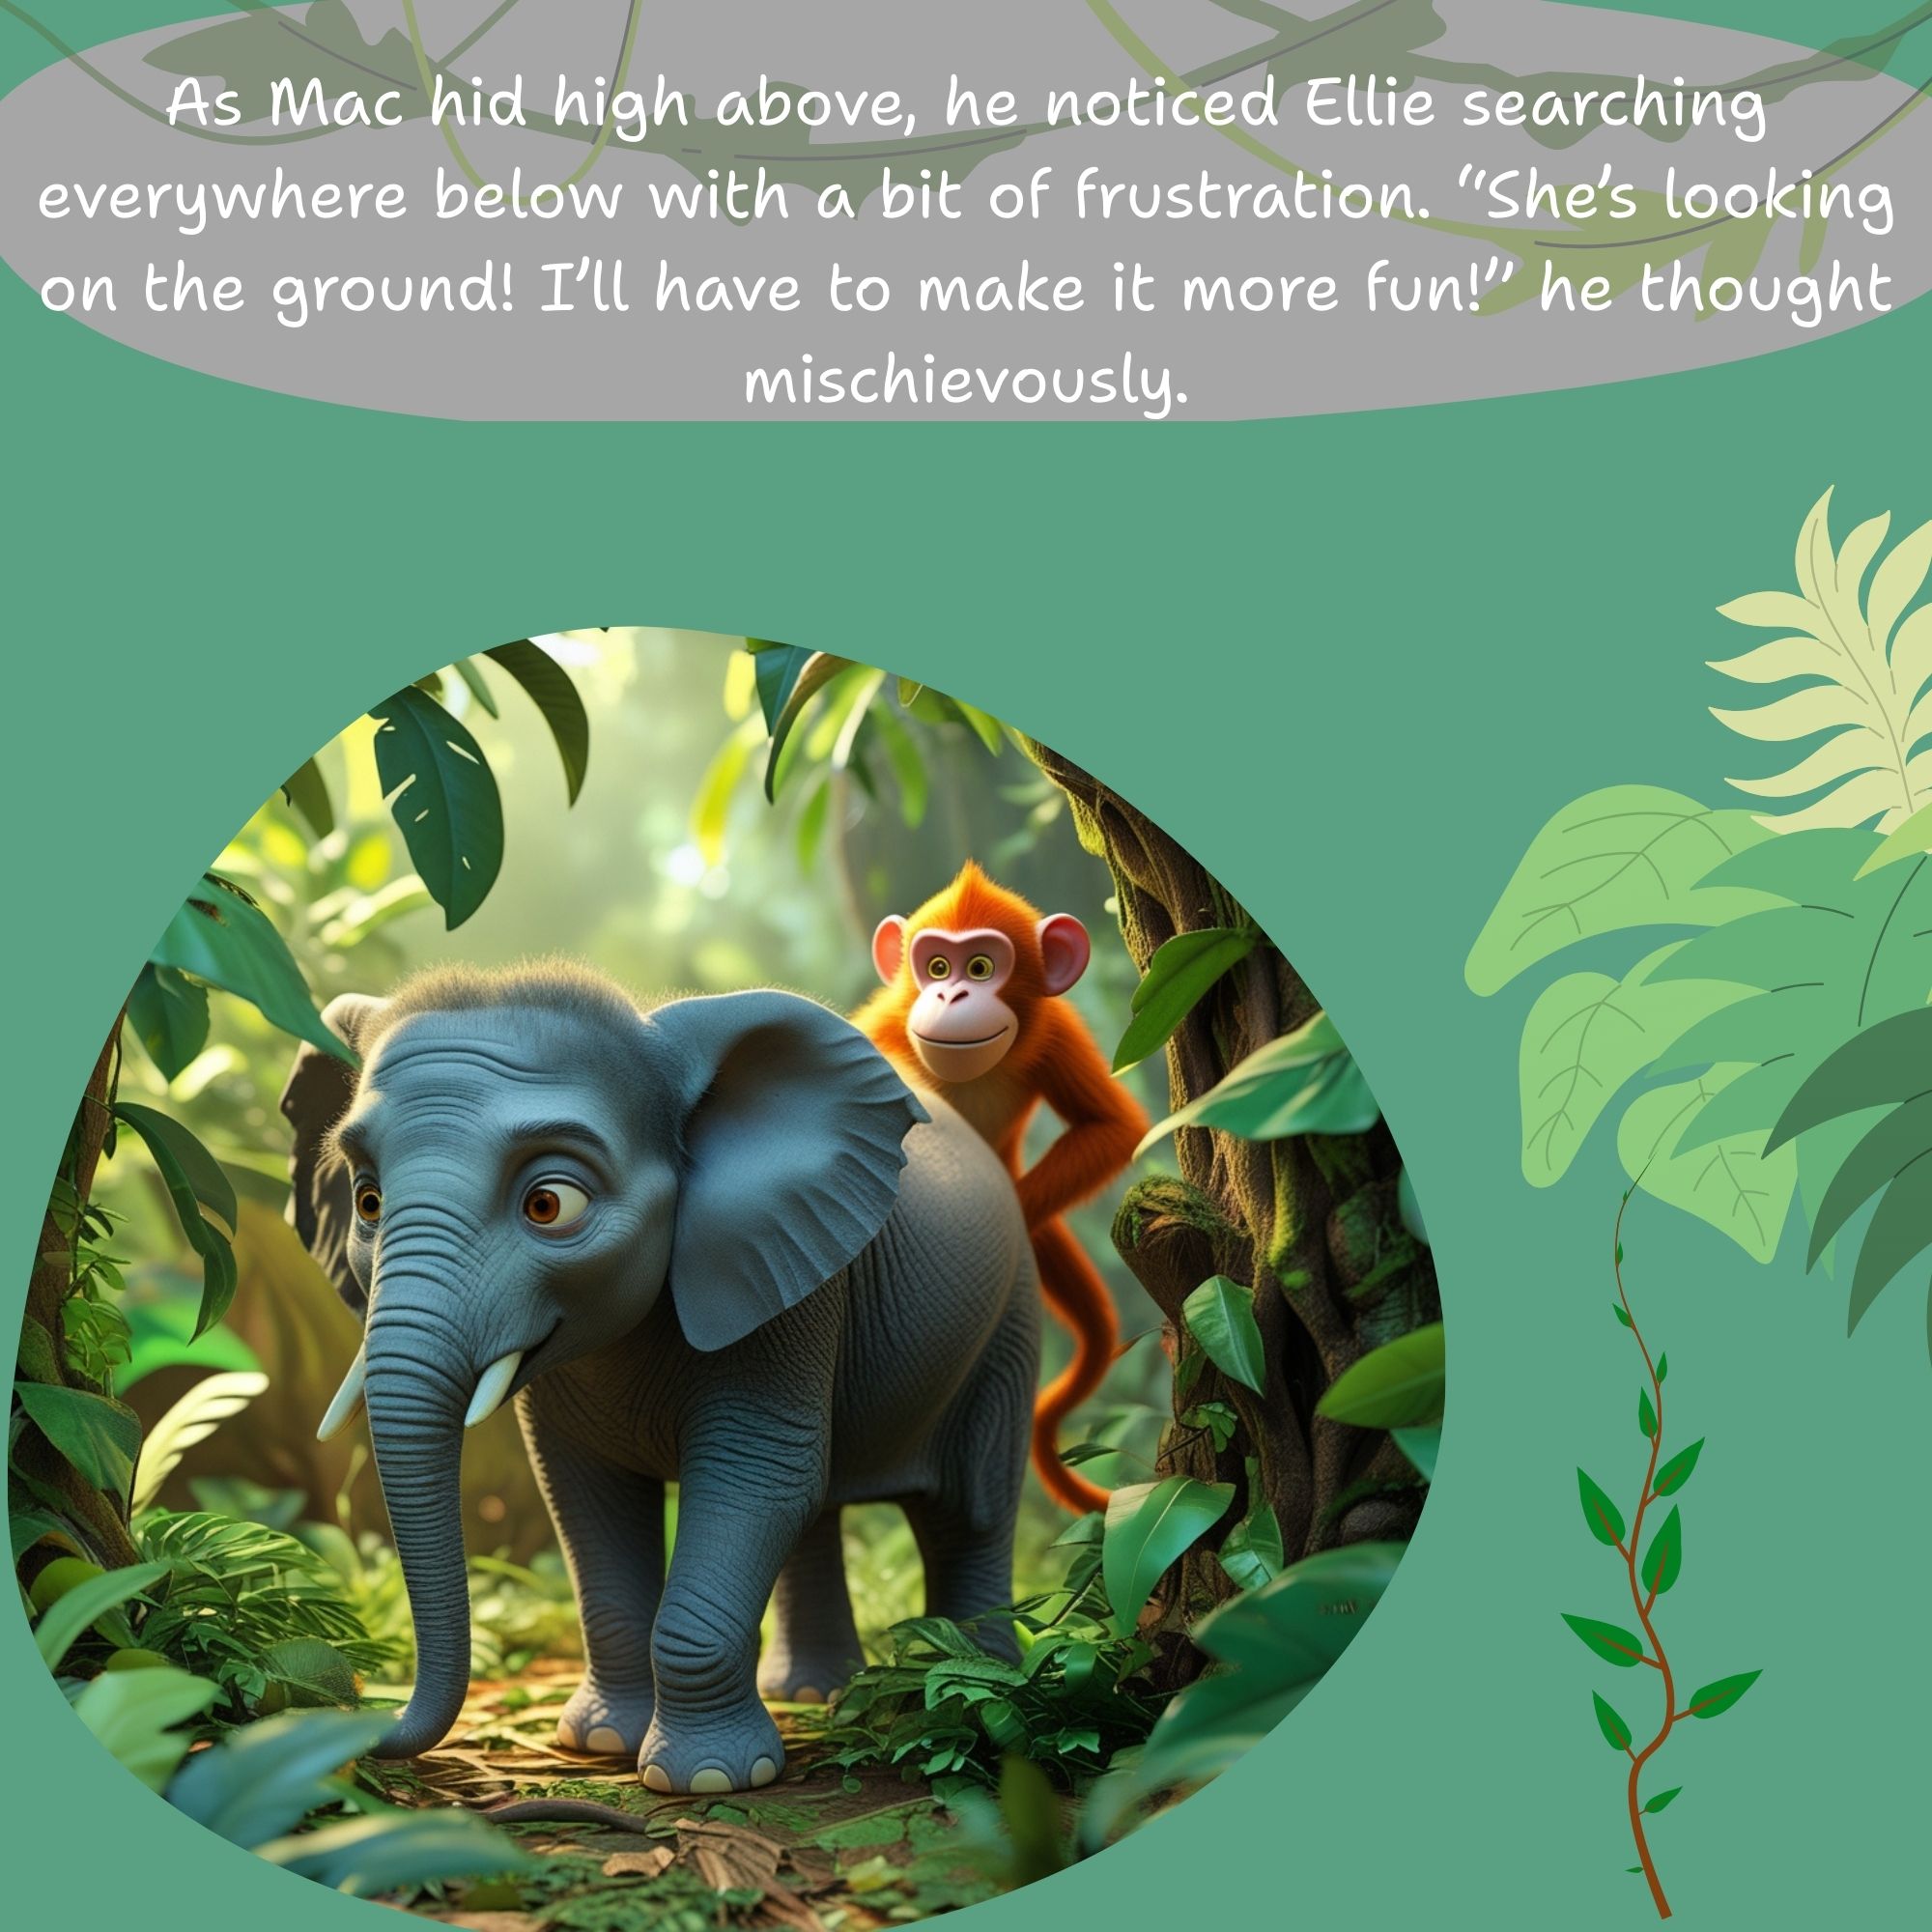 As Mac hid high above, he noticed Ellie searching
everywhere below with a bit of frustration. “She’s looking
on the ground! I’ll have to make it more fun!” he thought
mischievously.